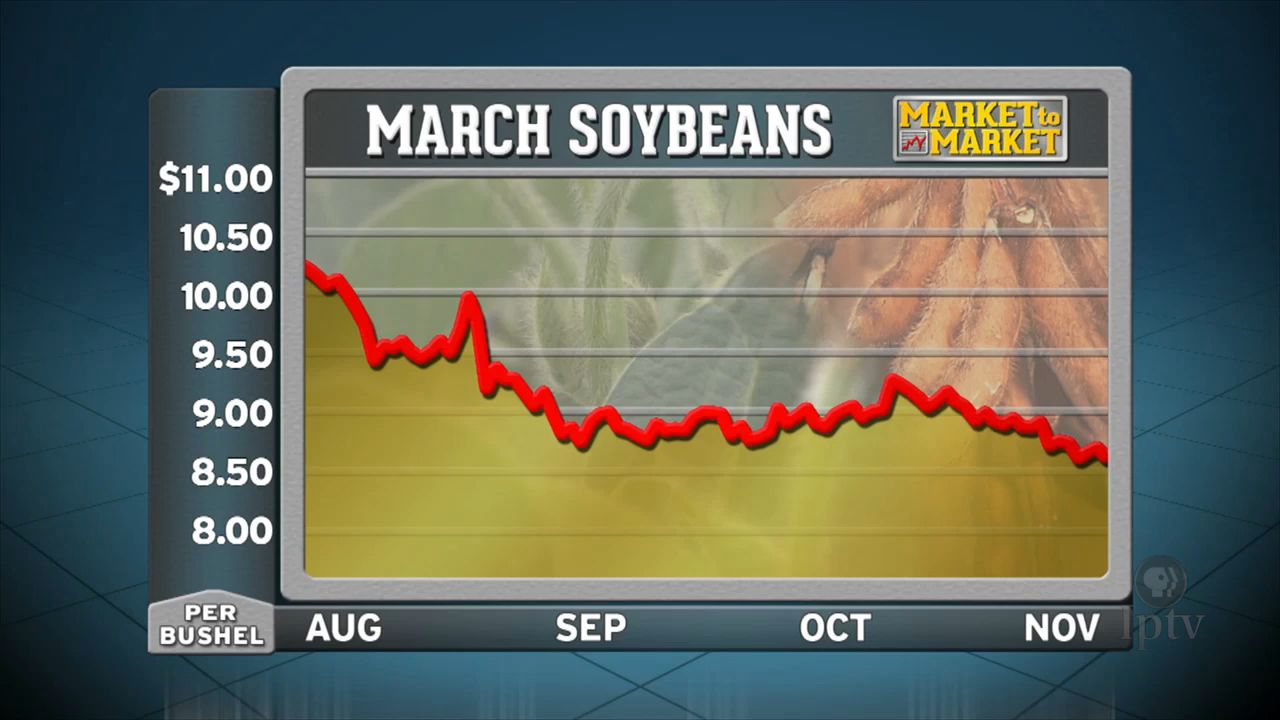 MARCH SOYBEANS
MARKET to
MARKET
$11.00
10.50
10.00
9.50
9.00
8.50
8.00
PER
BUSHEL
AUG SEP OCT NOV
Iptv